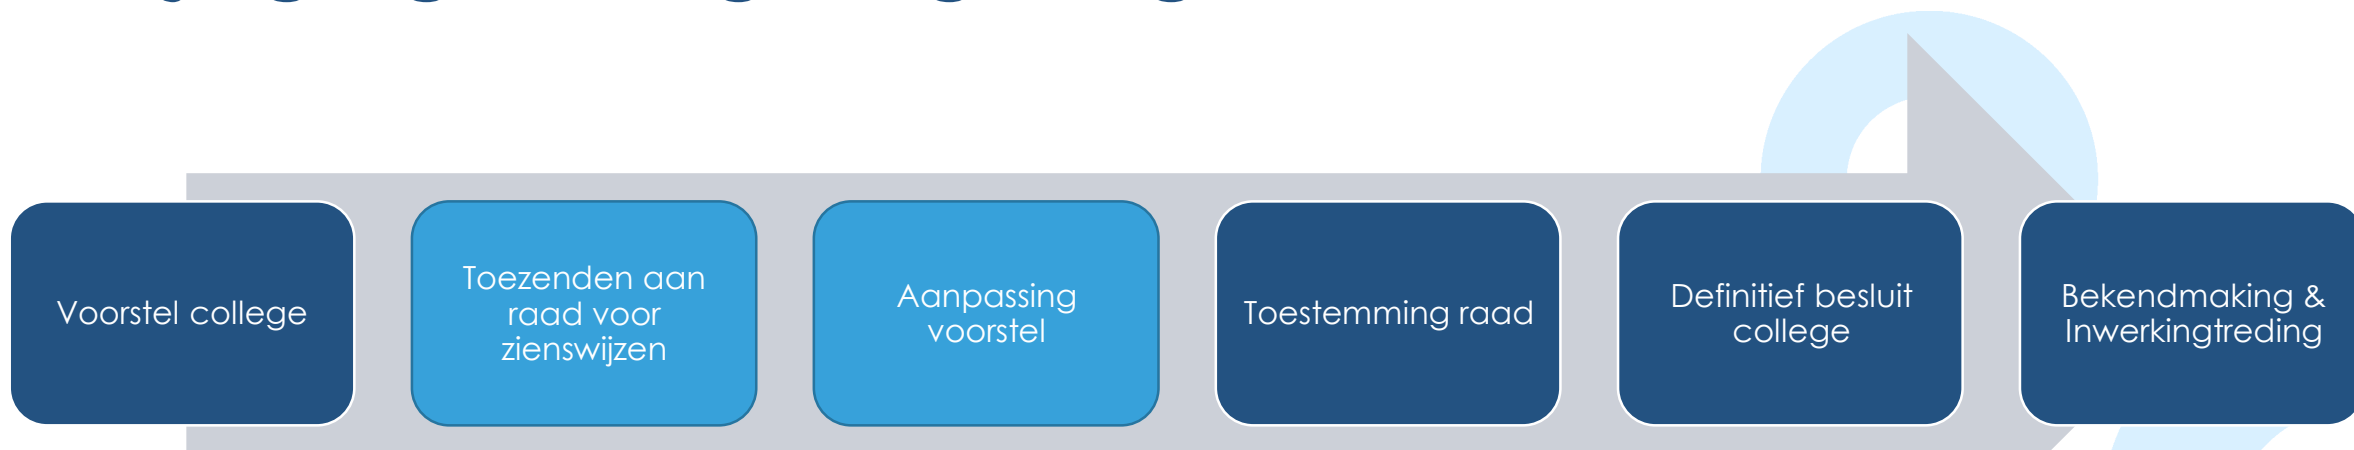 Voorstel college
Toezenden aan
raad voor
zienswijzen
Aanpassing
voorstel
Toestemming raad
Definitief besluit
college
Bekendmaking &
Inwerkingtreding